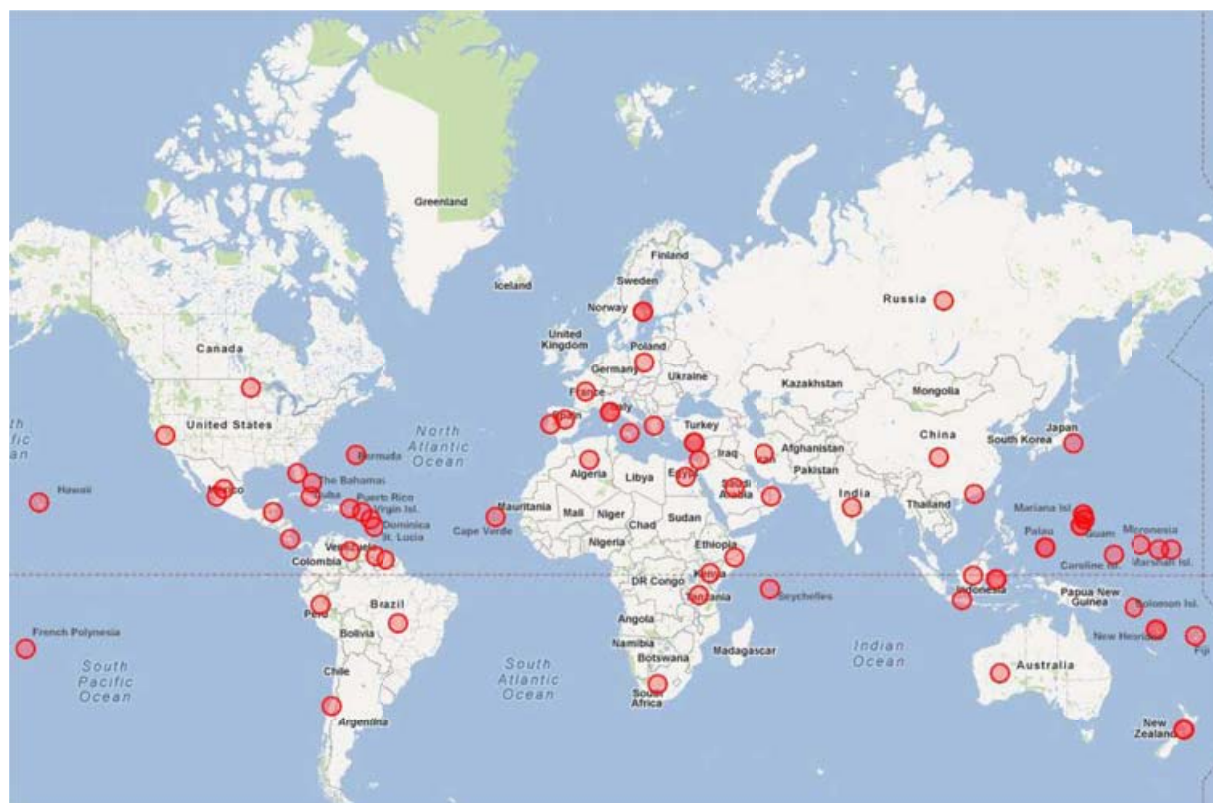 Greenland
Finland
Iceland
Sweden
Norway
Russia
United
Kingdom
Canada
Poland
Germany
Ukraine
Kazakhstan
Mongolia
France
United States
North
Atlantic
Ocean
Spain
Italy
Turkey
Japan
South Korea
China
Bermuda
Iraq
Iran
Afghanistan
Pakistan
Algeria
Libya
Egypt
Saudi
Arabia
Hawaii
Mexico
The Bahamas
Cuba
Puerto Rico
Virgin Isl.
Dominica
St. Lucia
Mauritania
Mali
Niger
Chad
Sudan
India
Thailand
Cape Verde
Nigeria
Ethiopia
Mariana Isl.
Guam
Palau
Micronesia
Marshall Isl.
Caroline Isl.
Venezuela
Colombia
DR Congo
Kenya
Tanzania
Seychelles
Indonesia
Papua New
Guinea
Solomon Isl.
Peru
Brazil
Bolivia
Angola
Namibia
Botswana
Madagascar
Indian
Ocean
New Hebrides
Fiji
French Polynesia
South
Pacific
Ocean
Chile
South
Atlantic
Ocean
South
Africa
Australia
Argentina
New
Zealand